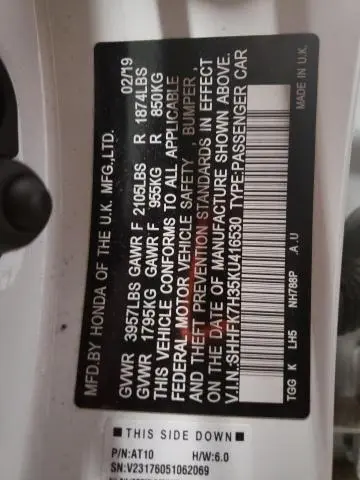 MFD.BY HONDA OF THE U.K. MFG.,LTD. 02/19
GVWR 3957LBS GAWR F 2105LBS R 1874LBS
GVWR 1795KG GAWR F 955KG R 850KG
THIS VEHICLE CONFORMS TO ALL APPLICABLE
FEDERAL MOTOR VEHICLE SAFETY , BUMPER ,
AND THEFT PREVENTION STANDARDS IN EFFECT
ON THE DATE OF MANUFACTURE SHOWN ABOVE.
V.I.N.:SHHFK7H35KU416530 TYPE:PASSENGER CAR
TGG K LH5 NH788P .A.U MADE IN U.K.
THIS SIDE DOWN
P/N: AT10 H/W:6.0
S/N: V23176051062069